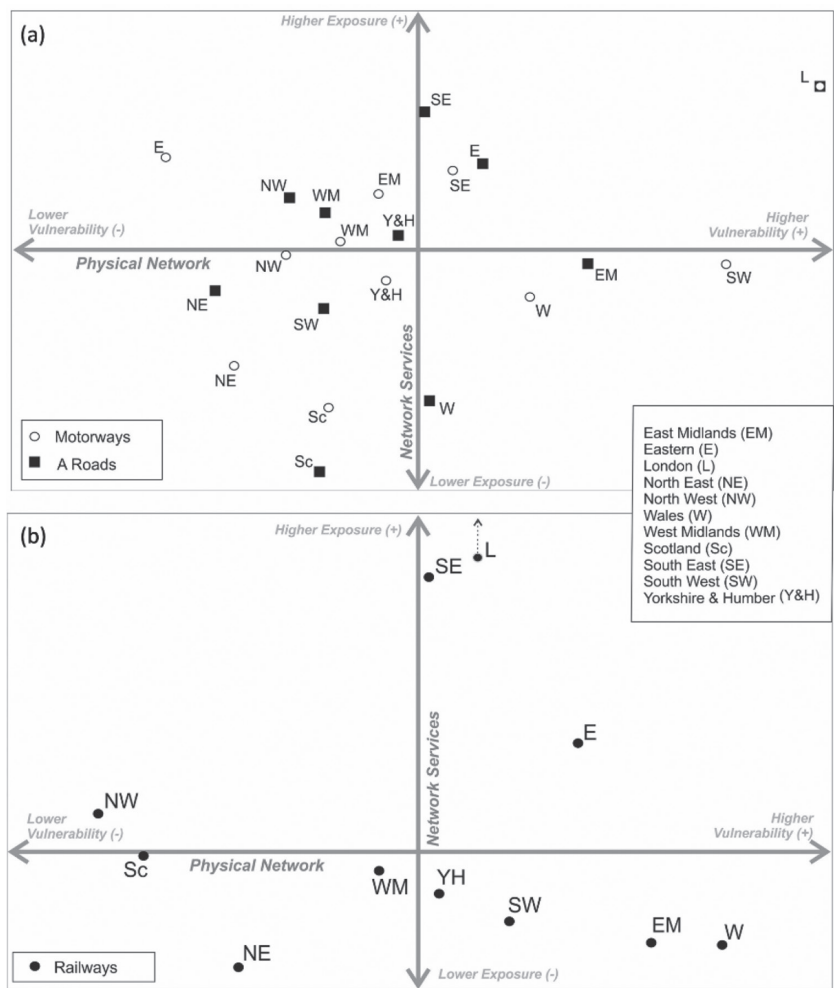 (a)
Higher Exposure (+)
L
SE
E
E
SE
EM
NW
WM
Y&H
WM
Lower
Vulnerability (-)
Higher
Vulnerability (+)
Physical Network
NW
Y&H
EM
SW
NE
SW
W
NE
Network Services
Sc
W
Sc
Motorways
A Roads
Lower Exposure (-)
East Midlands (EM)
Eastern (E)
London (L)
North East (NE)
North West (NW)
Wales (W)
West Midlands (WM)
Scotland (Sc)
South East (SE)
South West (SW)
Yorkshire & Humber (Y&H)
(b)
Higher Exposure (+)
L
SE
E
Network Services
NW
Lower
Vulnerability (-)
Higher
Vulnerability (+)
Physical Network
Sc
WM
YH
SW
EM
W
NE
Railways
Lower Exposure (-)